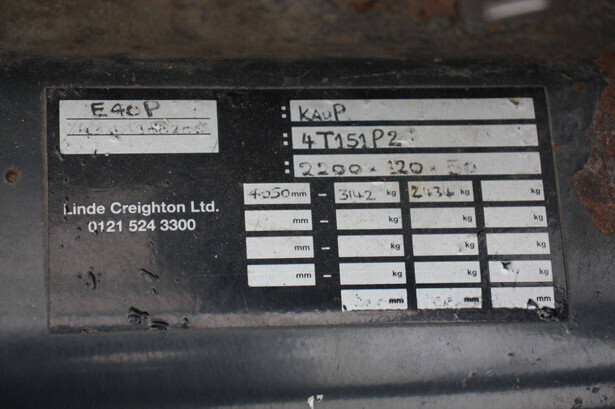 E40P
: KAUP
: 4T151P2
: 2200 x 120 x 50
4050 mm - 3142 kg 2434 kg kg
Linde Creighton Ltd.
0121 524 3300
mm - kg kg kg
mm - kg kg kg
mm - kg kg kg
mm mm mm